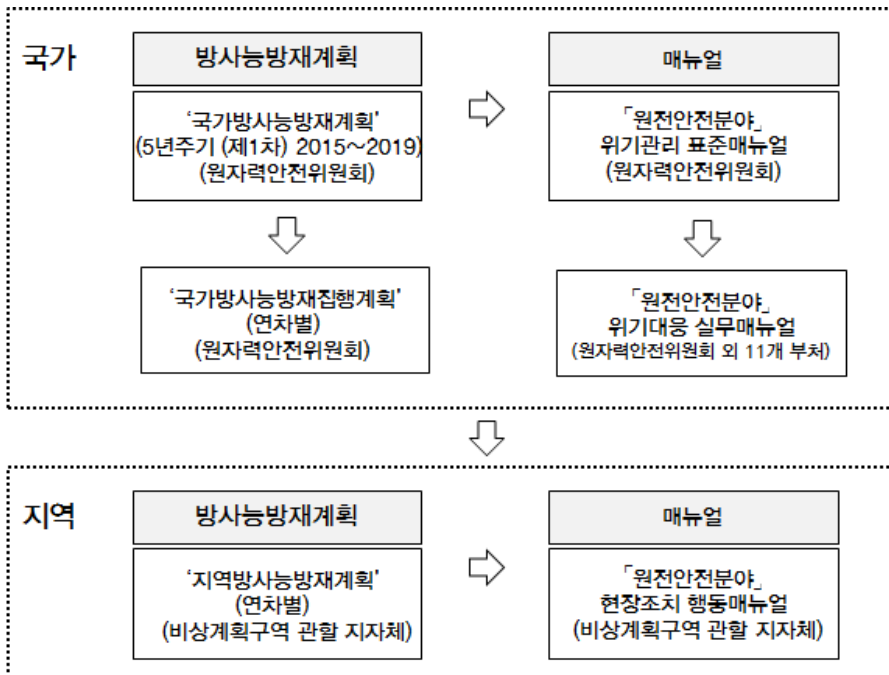 국가
방사능방재계획
매뉴얼
‘국가방사능방재계획’
(5년주기 (제1차) 2015~2019)
(원자력안전위원회)
「원전안전분야」
위기관리 표준매뉴얼
(원자력안전위원회)
‘국가방사능방재집행계획’
(연차별)
(원자력안전위원회)
「원전안전분야」
위기대응 실무매뉴얼
(원자력안전위원회 외 11개 부처)
지역
방사능방재계획
매뉴얼
‘지역방사능방재계획’
(연차별)
(비상계획구역 관할 지자체)
「원전안전분야」
현장조치 행동매뉴얼
(비상계획구역 관할 지자체)